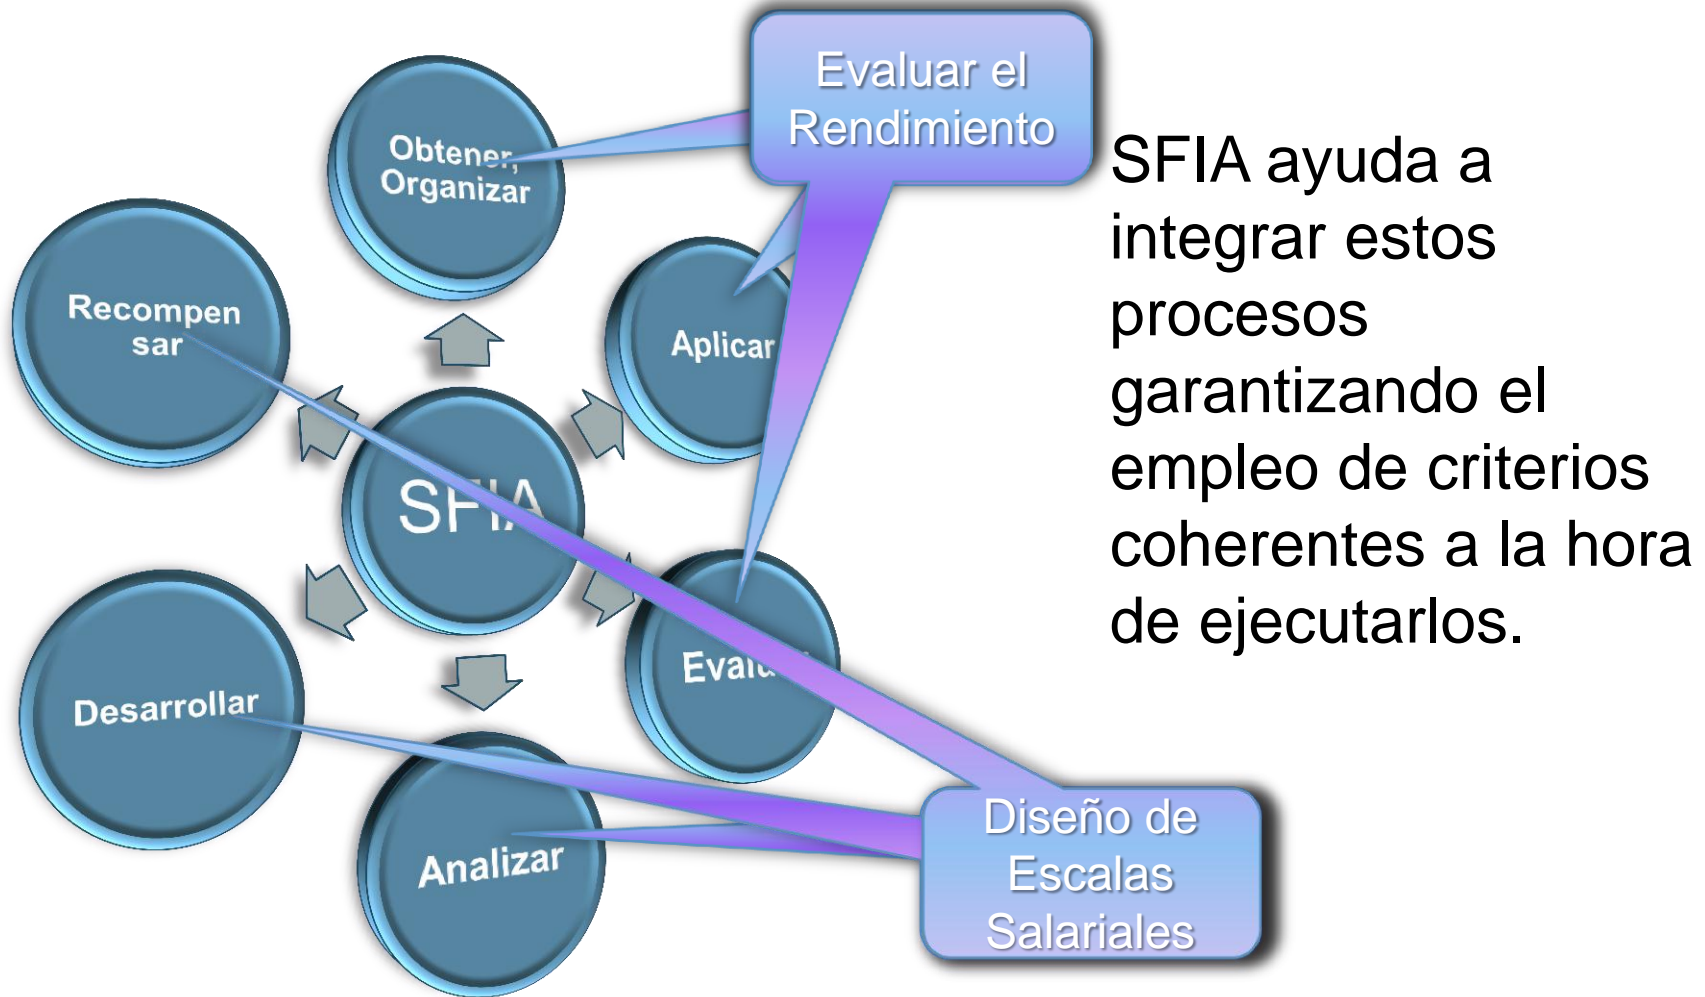 Evaluar el
Rendimiento
Obtener,
Organizar
Recompen
sar
Aplicar
SFIA
Desarrollar
Analizar
Diseño de
Escalas
Salariales
SFIA ayuda a
integrar estos
procesos
garantizando el
empleo de criterios
coherentes a la hora
de ejecutarlos.